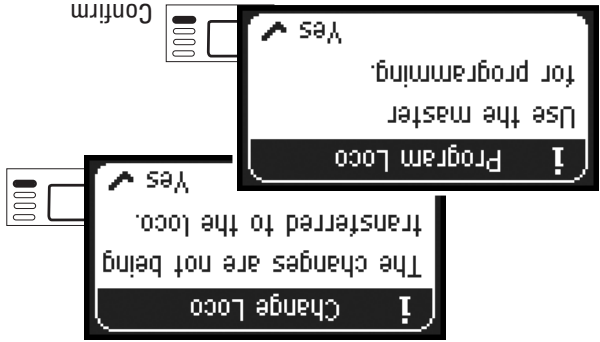 i Change Loco
The changes are not being
transferred to the loco.
Yes ✓
i Program Loco
Use the master
for programming.
Yes ✓
Confirm